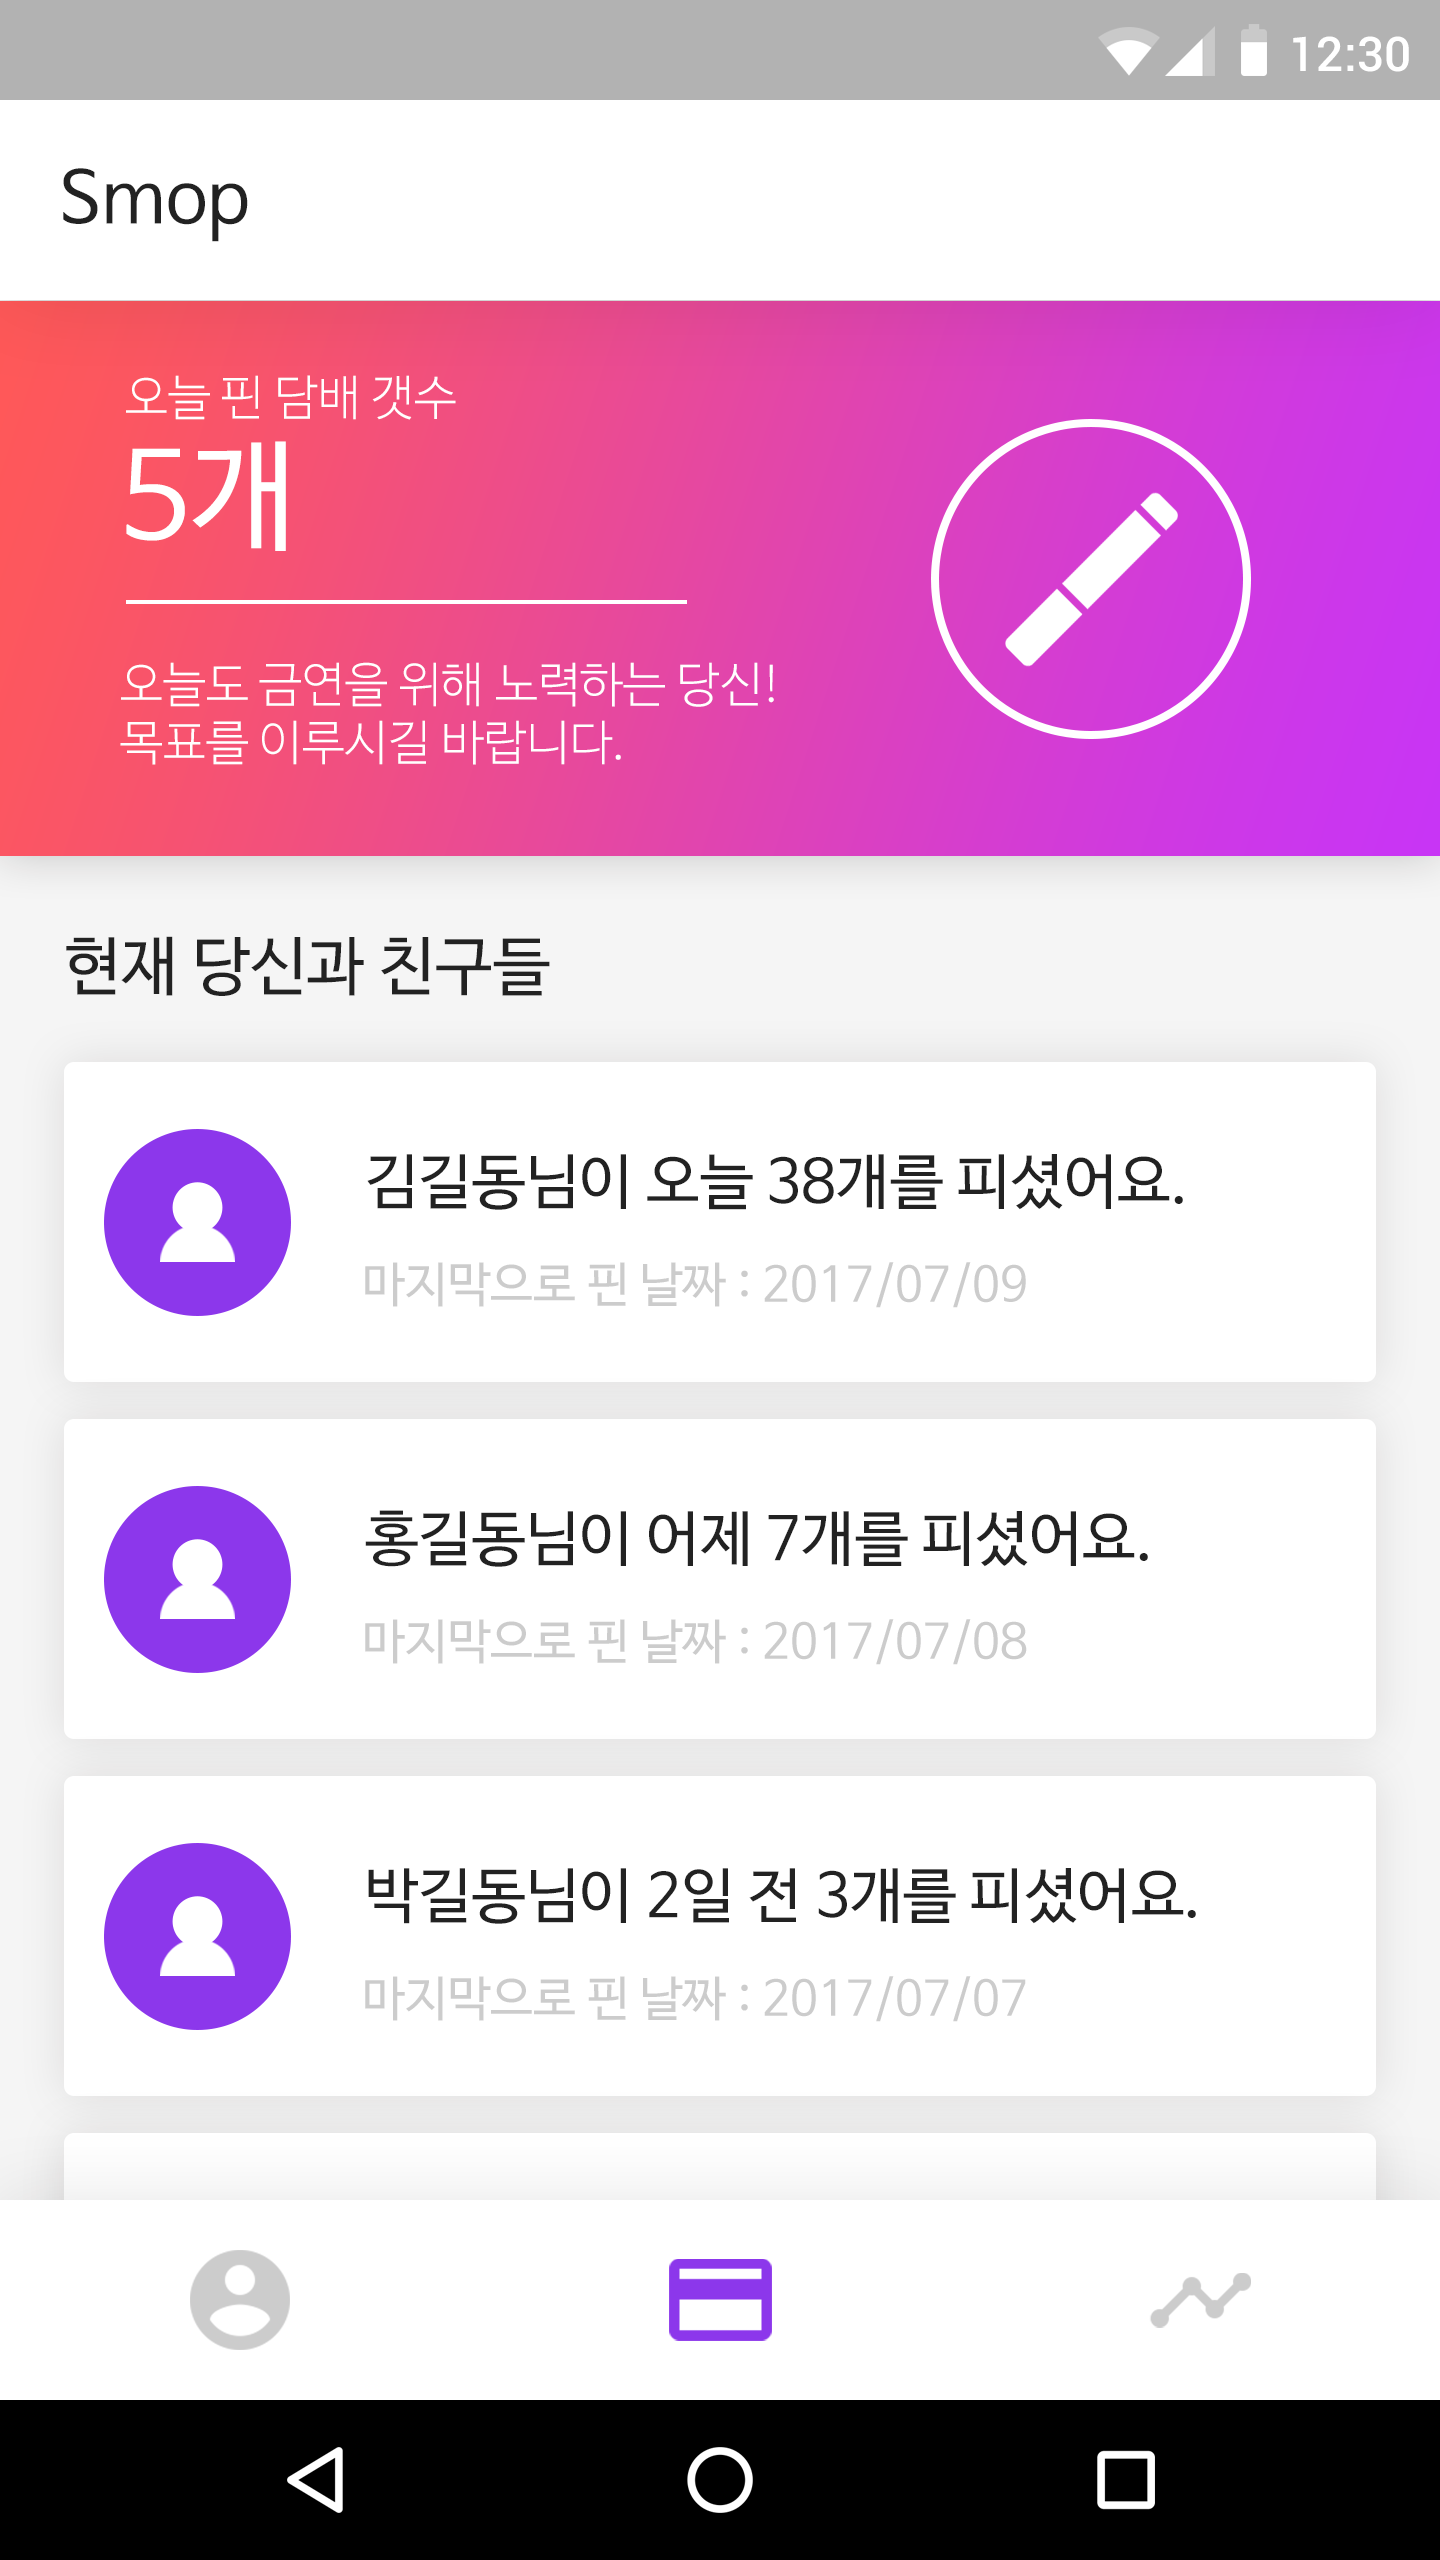 12:30
Smop
오늘 핀 담배 갯수
5개
오늘도 금연을 위해 노력하는 당신!
목표를 이루시길 바랍니다.
현재 당신과 친구들
김길동님이 오늘 38개를 피셨어요.
마지막으로 핀 날짜 : 2017/07/09
홍길동님이 어제 7개를 피셨어요.
마지막으로 핀 날짜 : 2017/07/08
박길동님이 2일 전 3개를 피셨어요.
마지막으로 핀 날짜 : 2017/07/07